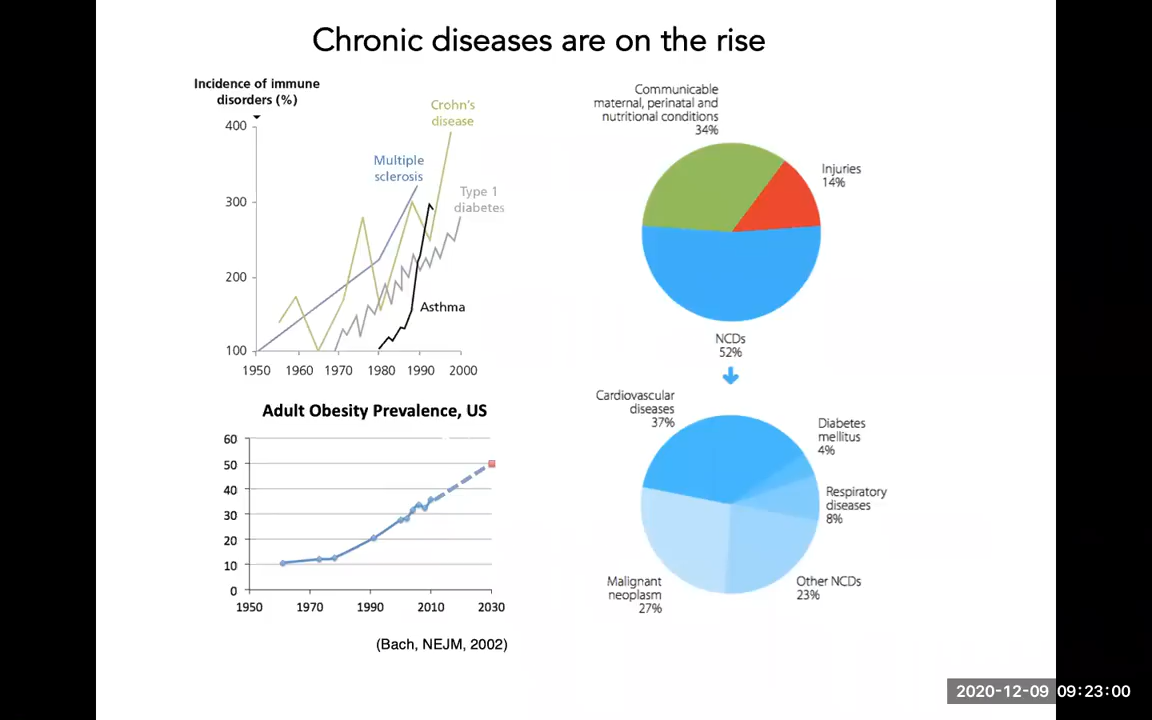 Chronic diseases are on the rise
Incidence of immune
disorders (%)
400
300
200
100
1950
1960
1970
1980
1990
2000
Crohn's
disease
Multiple
sclerosis
Type 1
diabetes
Asthma
Adult Obesity Prevalence, US
60
50
40
30
20
10
0
1950
1970
1990
2010
2030
(Bach, NEJM, 2002)
Communicable
maternal, perinatal and
nutritional conditions
34%
Injuries
14%
NCDs
52%
Cardiovascular
diseases
37%
Diabetes
mellitus
4%
Respiratory
diseases
8%
Malignant
neoplasm
27%
Other NCDs
23%
2020-12-09 09:23:00